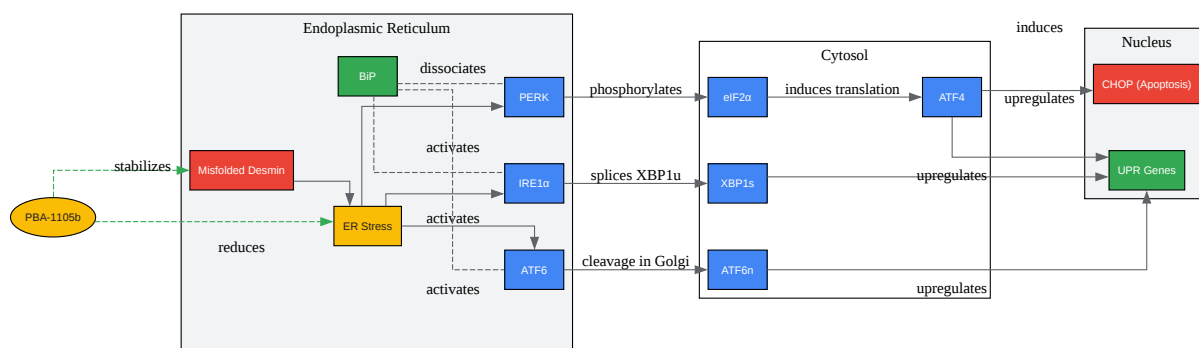 Endoplasmic Reticulum
induces
Nucleus
Cytosol
BiP
dissociates
CHOP (Apoptosis)
PERK
phosphorylates
eIF2α
induces translation
ATF4
upregulates
activates
stabilizes
Misfolded Desmin
IRE1α
splices XBP1u
XBP1s
upregulates
UPR Genes
PBA-1105b
ER Stress
activates
reduces
ATF6
cleavage in Golgi
ATF6n
activates
upregulates